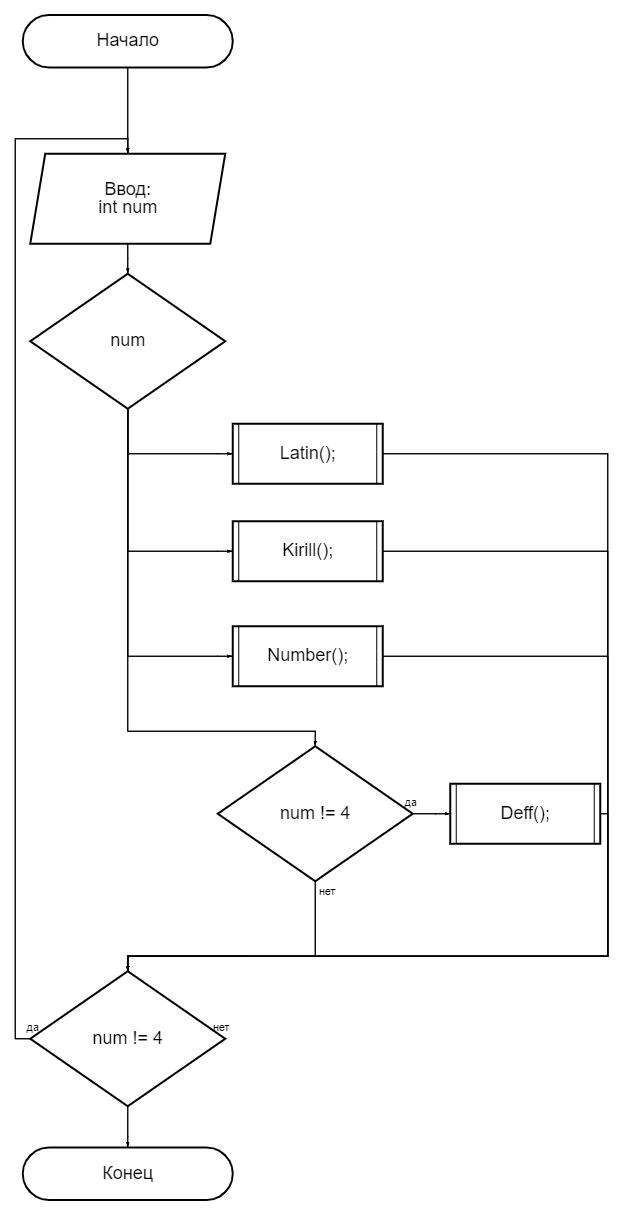 Начало
Ввод:
int num
num
Latin();
Kirill();
Number();
num != 4
да
Deff();
нет
да
num != 4
нет
Конец